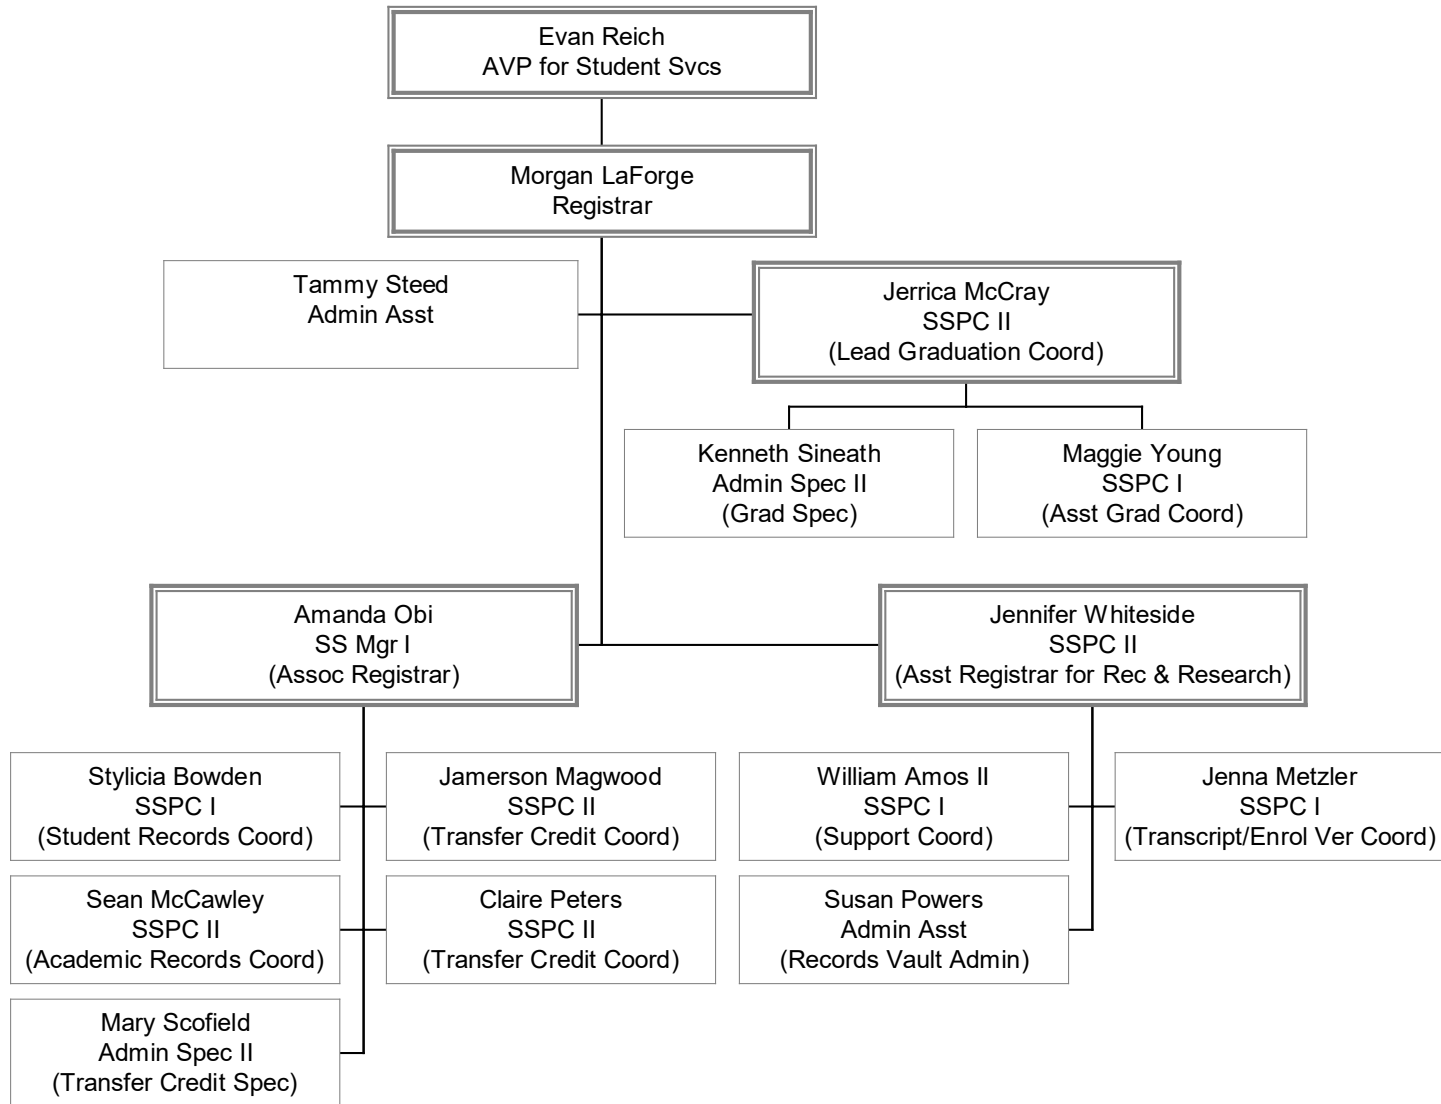 Evan Reich
AVP for Student Svcs
Morgan LaForge
Registrar
Tammy Steed
Admin Asst
Jerrica McCray
SSPC II
(Lead Graduation Coord)
Kenneth Sineath
Admin Spec II
(Grad Spec)
Maggie Young
SSPC I
(Asst Grad Coord)
Amanda Obi
SS Mgr I
(Assoc Registrar)
Jennifer Whiteside
SSPC II
(Asst Registrar for Rec & Research)
Stylicia Bowden
SSPC I
(Student Records Coord)
Jamerson Magwood
SSPC II
(Transfer Credit Coord)
William Amos II
SSPC I
(Support Coord)
Jenna Metzler
SSPC I
(Transcript/Enrol Ver Coord)
Sean McCawley
SSPC II
(Academic Records Coord)
Claire Peters
SSPC II
(Transfer Credit Coord)
Susan Powers
Admin Asst
(Records Vault Admin)
Mary Scofield
Admin Spec II
(Transfer Credit Spec)